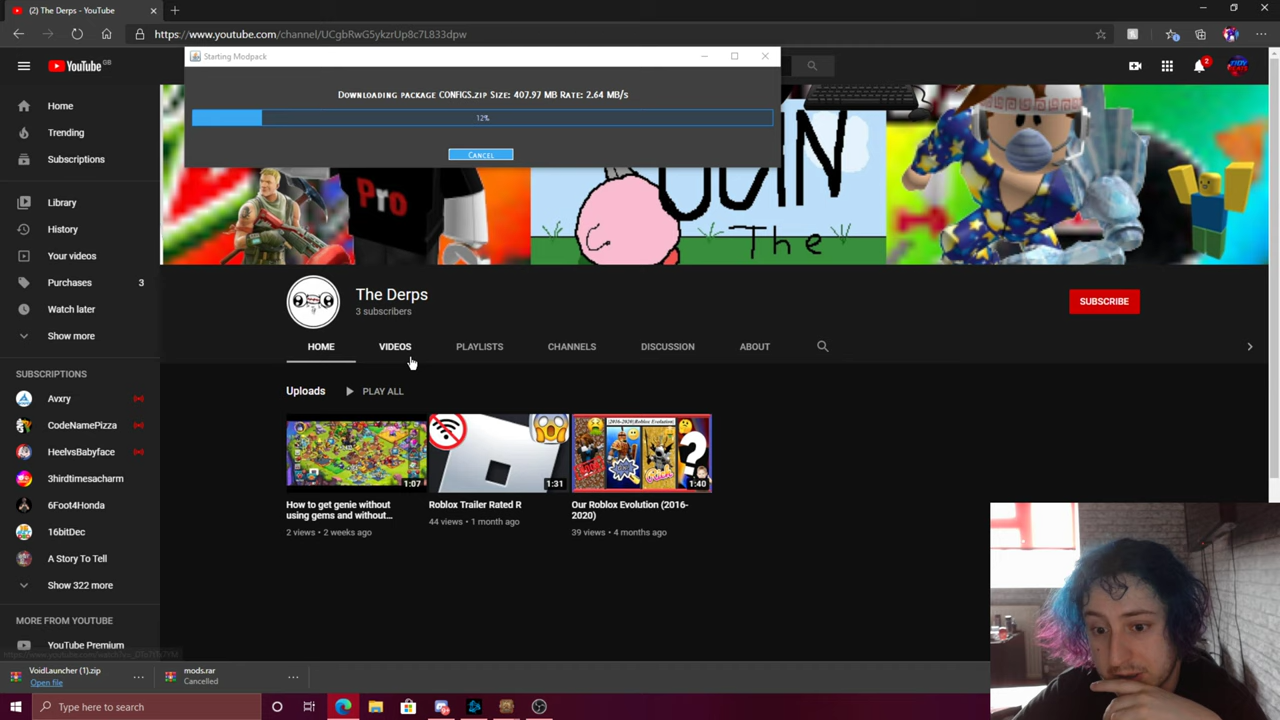 (2) The Derps - YouTube
https://www.youtube.com/channel/UCgbRwG5ykzrUp8c7L833dpw
Starting Modpack
Downloading package CONFIGS.zip Size: 407.97 MB Rate: 2.64 MB/s
12%
Cancel
YouTube GB
2
Home
Trending
Subscriptions
Library
History
Your videos
Purchases 3
Watch later
Show more
SUBSCRIPTIONS
Avxry
CodeNamePizza
HeelvsBabyface
3hirdtimesacharm
6Foot4Honda
16bitDec
A Story To Tell
Show 322 more
MORE FROM YOUTUBE
YouTube Premium
Pro
JOIN
The
The Derps
3 subscribers
SUBSCRIBE
HOME VIDEOS PLAYLISTS CHANNELS DISCUSSION ABOUT
Uploads PLAY ALL
1:07
1:31
1:40
How to get genie without
using gems and without...
2 views • 2 weeks ago
Roblox Trailer Rated R
44 views • 1 month ago
Our Roblox Evolution (2016-
2020)
39 views • 4 months ago
VoidLauncher (1).zip
Open file
mods.rar
Cancelled
Type here to search